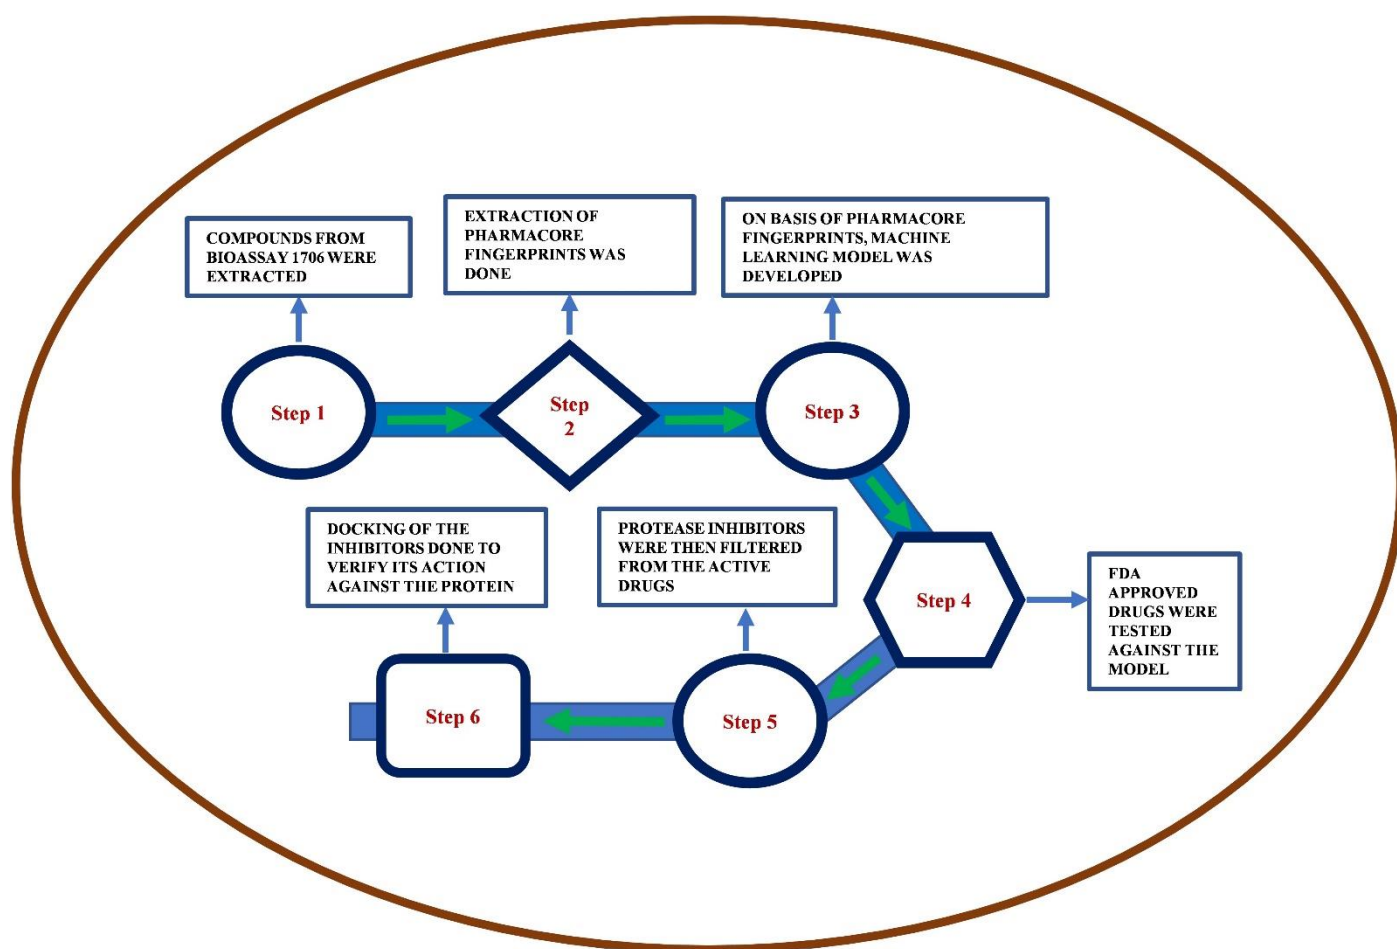 COMPOUNDS FROM
BIOASSAY 1706 WERE
EXTRACTED
EXTRACTION OF
PHARMACORE
FINGERPRINTS WAS
DONE
ON BASIS OF PHARMACORE
FINGERPRINTS, MACHINE
LEARNING MODEL WAS
DEVELOPED
Step 1
Step
2
Step 3
Step 4
FDA
APPROVED
DRUGS WERE
TESTED
AGAINST THE
MODEL
PROTEASE INHIBITORS
WERE THEN FILTERED
FROM THE ACTIVE
DRUGS
Step 5
DOCKING OF THE
INHIBITORS DONE TO
VERIFY ITS ACTION
AGAINST THE PROTEIN
Step 6